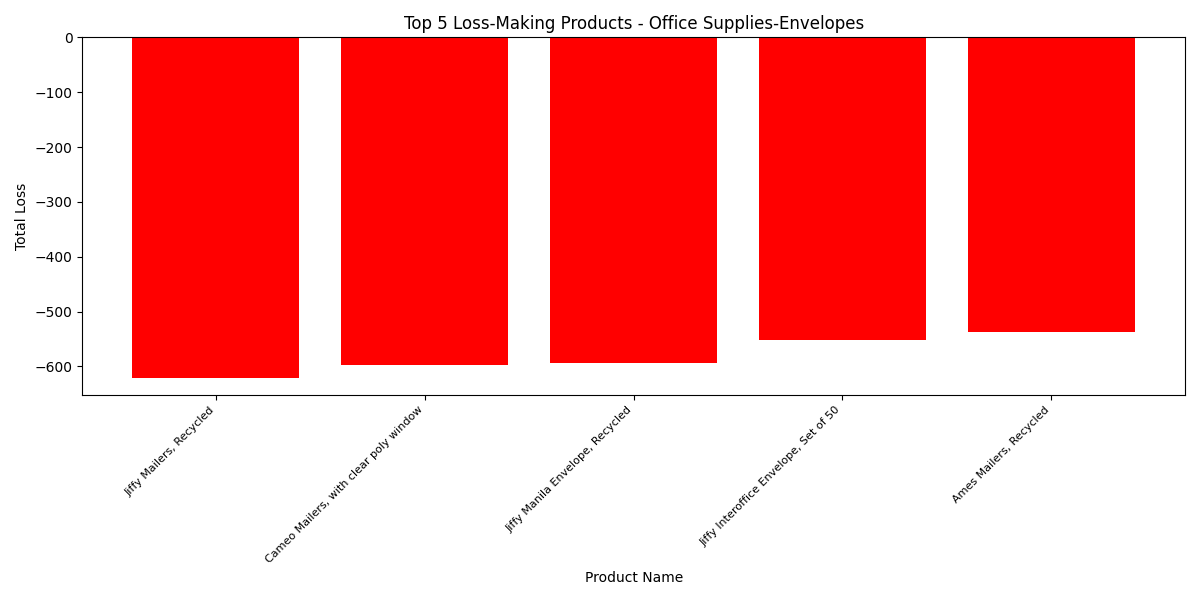 Top 5 Loss-Making Products - Office Supplies-Envelopes
Total Loss
0
−100
−200
−300
−400
−500
−600
Jiffy Mailers, Recycled
Cameo Mailers, with clear poly window
Jiffy Manila Envelope, Recycled
Jiffy Interoffice Envelope, Set of 50
Ames Mailers, Recycled
Product Name